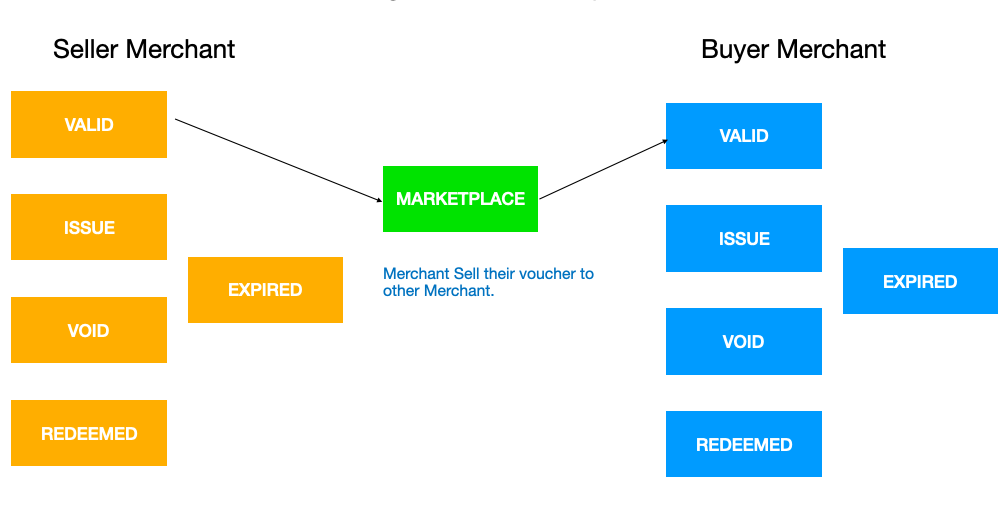 Seller Merchant
Buyer Merchant
VALID
ISSUE
EXPIRED
VOID
REDEEMED
MARKETPLACE
Merchant Sell their voucher to
other Merchant.
VALID
ISSUE
EXPIRED
VOID
REDEEMED